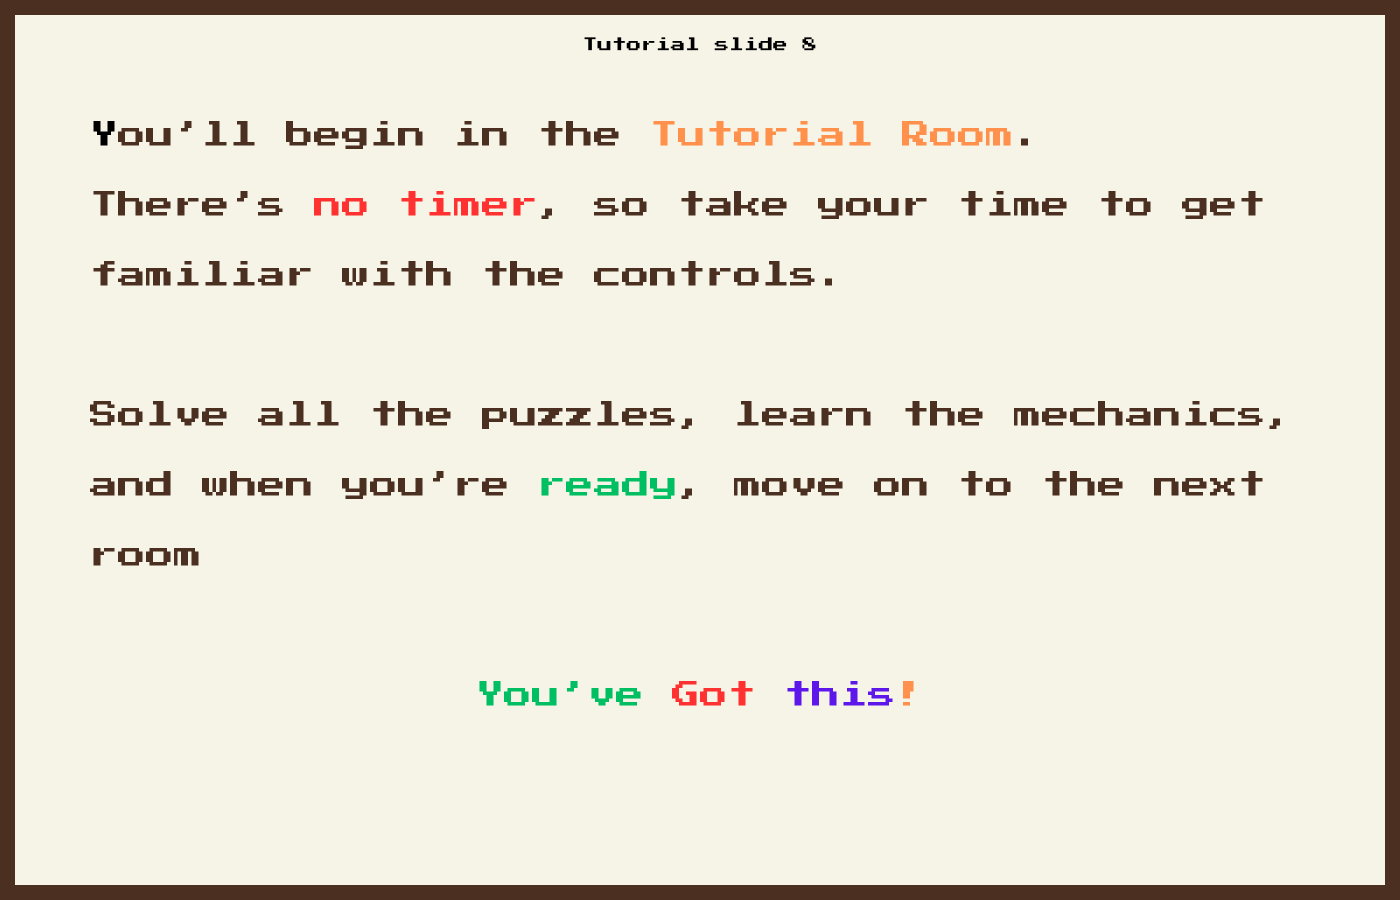 Tutorial slide 8
You'll begin in the Tutorial Room.
There's no timer, so take your time to get
familiar with the controls.
Solve all the puzzles, learn the mechanics,
and when you're ready, move on to the next
room
You've Got this!